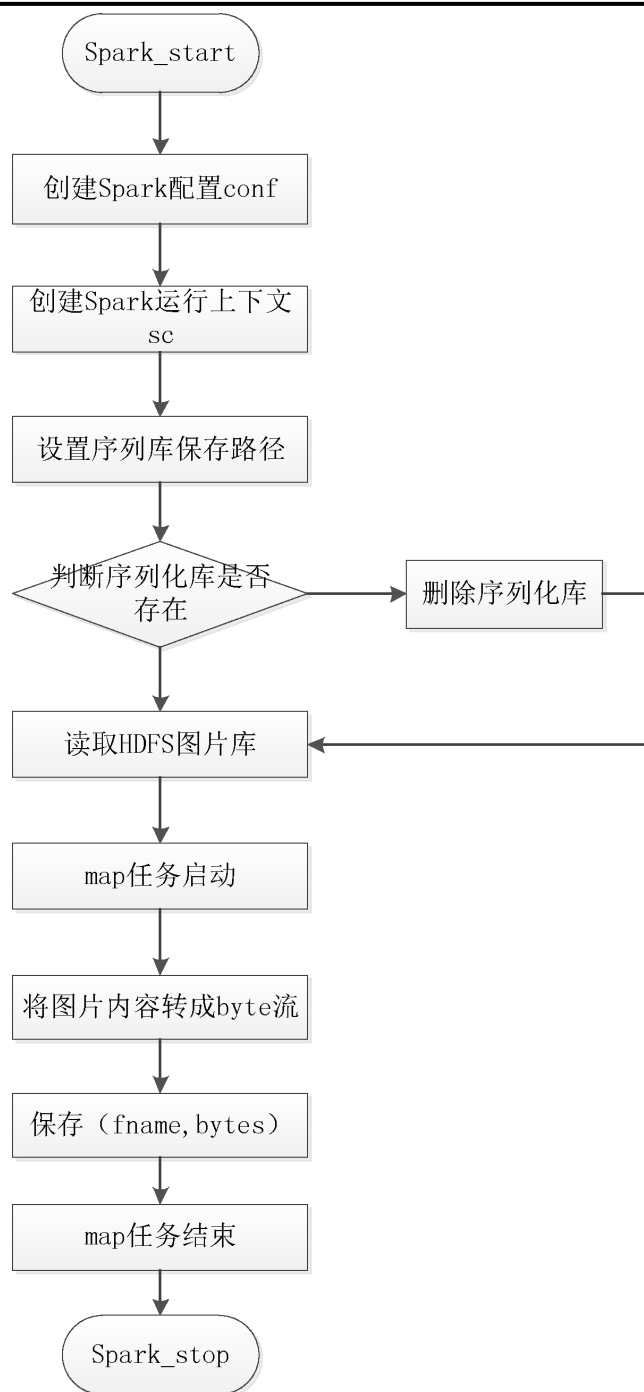 Spark_start
创建Spark配置conf
创建Spark运行上下文
sc
设置序列库保存路径
判断序列化库是否
存在
删除序列化库
读取HDFS图片库
map任务启动
将图片内容转成byte流
保存（fname,bytes）
map任务结束
Spark_stop